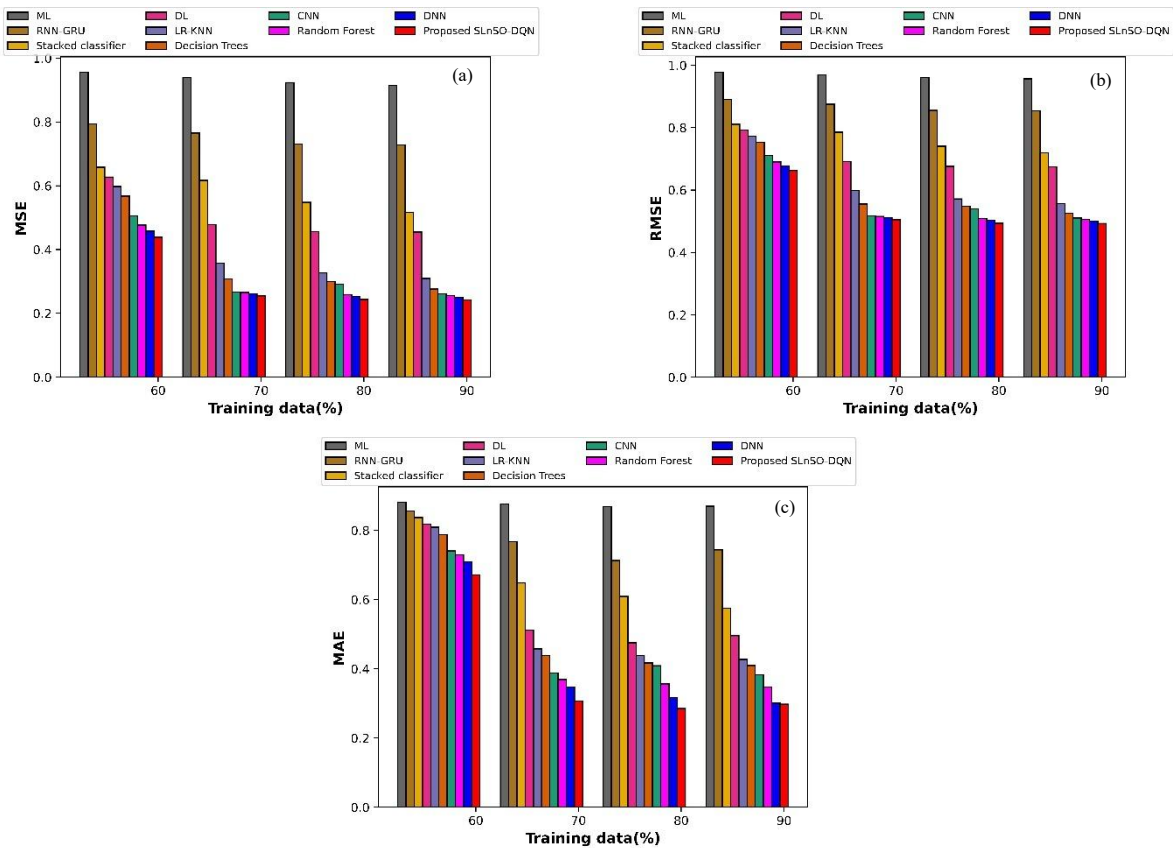 ML DL CNN DNN
RNN-GRU LR-KNN Random Forest Proposed SLnSO-DQN
Stacked classifier Decision Trees
(a)
1.0
0.8
0.6
0.4
0.2
0.0
MSE
60 70 80 90
Training data(%)
ML DL CNN DNN
RNN-GRU LR-KNN Random Forest Proposed SLnSO-DQN
Stacked classifier Decision Trees
(b)
1.0
0.8
0.6
0.4
0.2
0.0
RMSE
60 70 80 90
Training data(%)
ML DL CNN DNN
RNN-GRU LR-KNN Random Forest Proposed SLnSO-DQN
Stacked classifier Decision Trees
(c)
0.8
0.6
0.4
0.2
0.0
MAE
60 70 80 90
Training data(%)